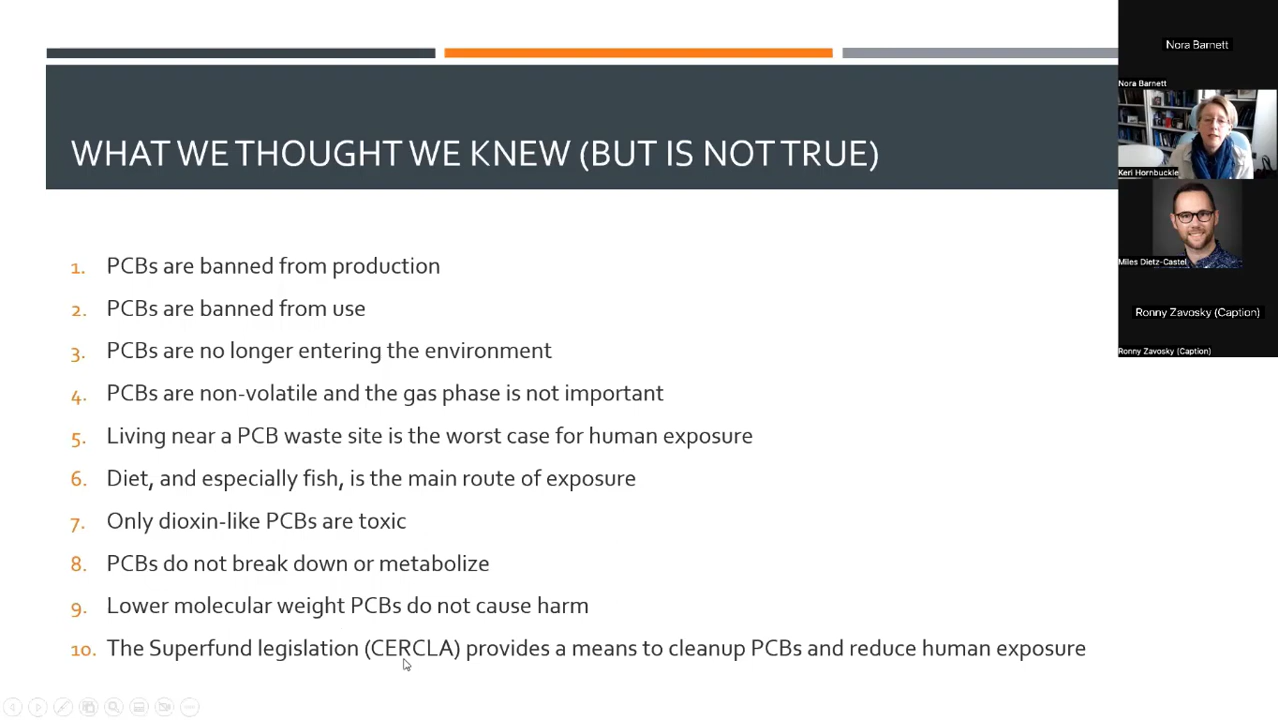 WHAT WE THOUGHT WE KNEW (BUT IS NOT TRUE)
1. PCBs are banned from production
2. PCBs are banned from use
3. PCBs are no longer entering the environment
4. PCBs are non-volatile and the gas phase is not important
5. Living near a PCB waste site is the worst case for human exposure
6. Diet, and especially fish, is the main route of exposure
7. Only dioxin-like PCBs are toxic
8. PCBs do not break down or metabolize
9. Lower molecular weight PCBs do not cause harm
10. The Superfund legislation (CERCLA) provides a means to cleanup PCBs and reduce human exposure
Nora Barnett
Nora Barnett
Keri Hornbuckle
Miles Dietz-Castel
Ronny Zavosky (Caption)
Ronny Zavosky (Caption)